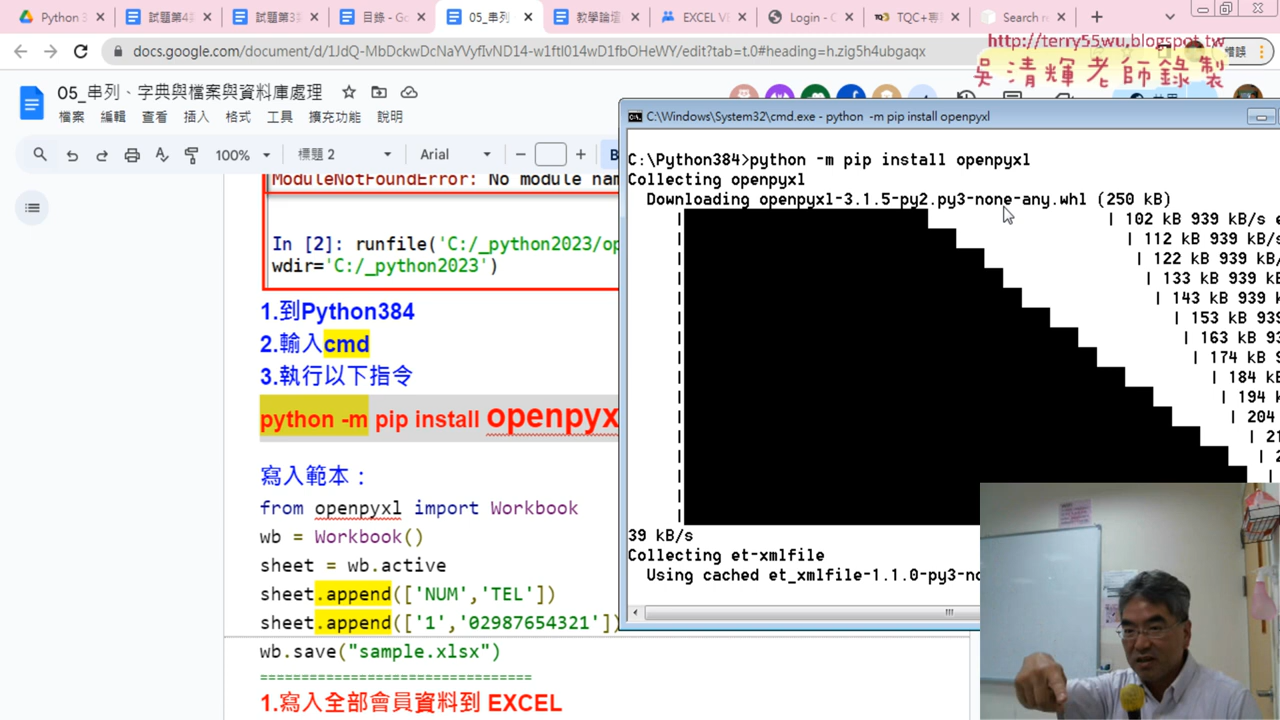 Python 3
試題第4
試題第3
目錄 - Go
05_串列
教學論壇
EXCEL V
Login - C
TQC+專
Search r
docs.google.com/document/d/1JdQ-MbDckwDcNaYVyfIvND14-w1ftl014wD1fbOHeWY/edit?tab=t.0#heading=h.zig5h4ubgaqx
http://terry55wu.blogspot.tw
吳清輝老師錄製
05_串列、字典與檔案與資料庫處理
檔案 編輯 查看 插入 格式 工具 擴充功能 說明
100% 標題 2 Arial B
ModuleNotFoundError: No module nam
In [2]: runfile('C:/_python2023/op
wdir='C:/_python2023')
1.到Python384
2.輸入cmd
3.執行以下指令
python -m pip install openpyx
寫入範本：
from openpyxl import Workbook
wb = Workbook()
sheet = wb.active
sheet.append(['NUM','TEL'])
sheet.append(['1','02987654321'])
wb.save("sample.xlsx")
================================
1.寫入全部會員資料到 EXCEL
C:\Windows\System32\cmd.exe - python -m pip install openpyxl
C:\Python384>python -m pip install openpyxl
Collecting openpyxl
Downloading openpyxl-3.1.5-py2.py3-none-any.whl (250 kB)
| | 102 kB 939 kB/s e
| | 112 kB 939 kB/s
| | 122 kB 939 kB/
| | 133 kB 939 kB
| | 143 kB 939 k
| | 153 kB 939
| | 163 kB 93
| | 174 kB 9
| | 184 kB
| | 194 k
| | 204
| | 21
| | 2
39 kB/s
Collecting et-xmlfile
Using cached et_xmlfile-1.1.0-py3-no